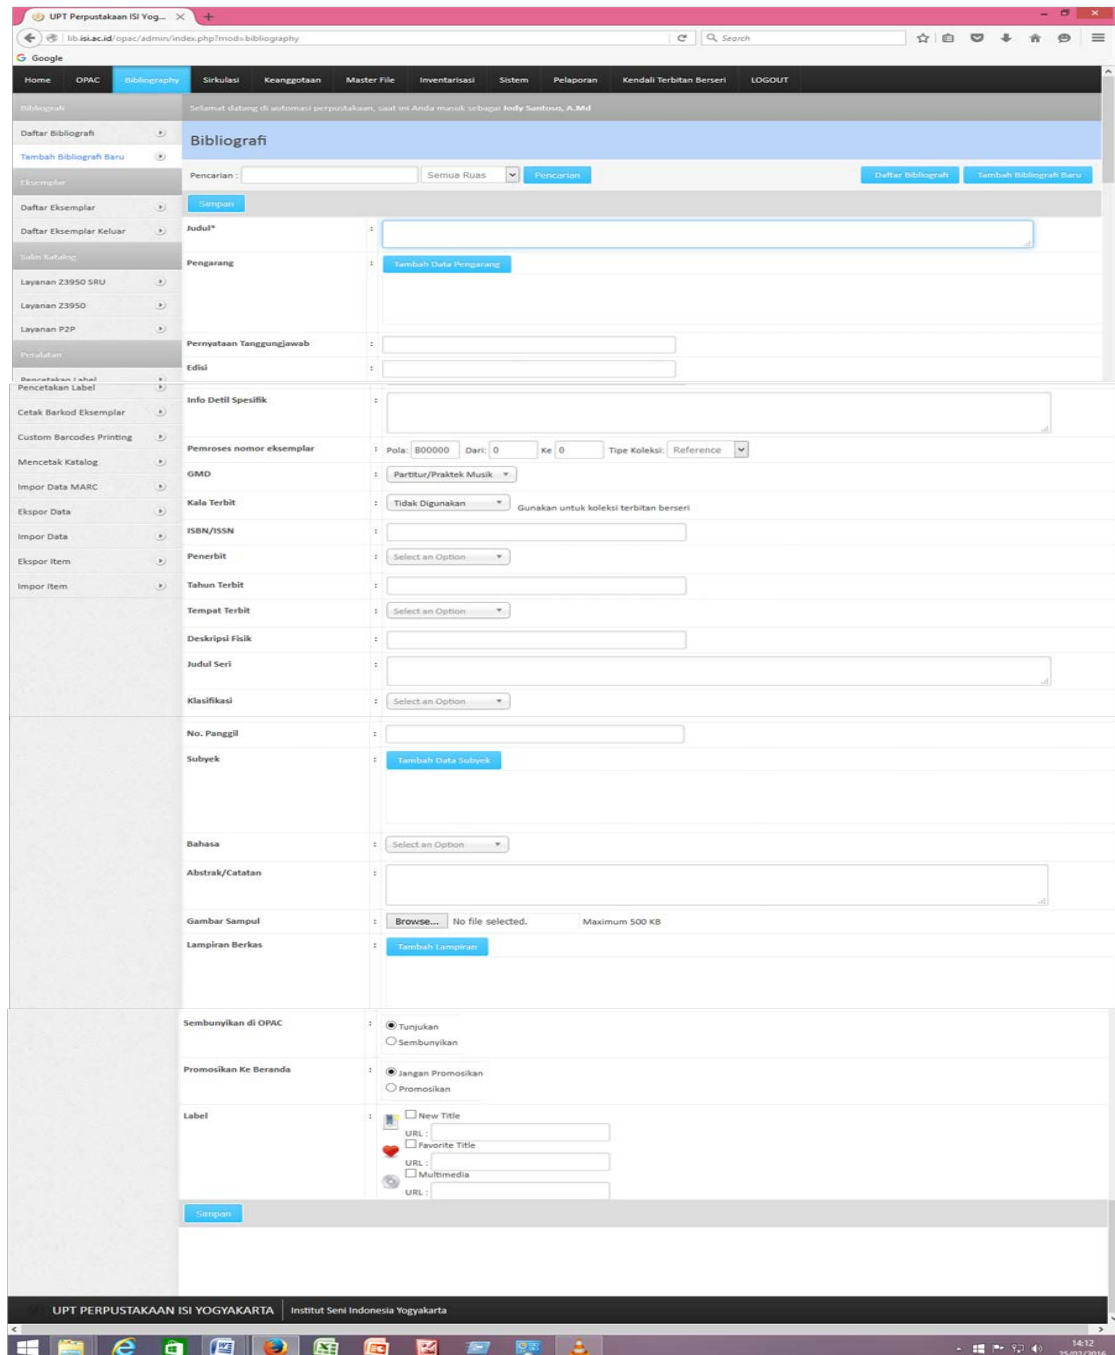 UPT Perpustakaan ISI Yog...
lib.isi.ac.id/opac/admin/index.php?mod=bibliography
Search
Google
Home OPAC Bibliography Sirkulasi Keanggotaan Master File Inventarisasi Sistem Pelaporan Kendali Terbitan Berseri LOGOUT
Bibliografi
Selamat datang di automasi perpustakaan, saat ini Anda masuk sebagai Jody Santoso, A.Md
Daftar Bibliografi
Bibliografi
Tambah Bibliografi Baru
Pencarian : Semua Ruas Pencarian Daftar Bibliografi Tambah Bibliografi Baru
Eksemplar
Simpan
Daftar Eksemplar
Judul* :
Daftar Eksemplar Keluar
Salin Katalog
Pengarang : Tambah Data Pengarang
Layanan Z3950 SRU
Layanan Z3950
Layanan P2P
Pernyataan Tanggungjawab :
Peralatan
Edisi :
Pencetakan Label
Pencetakan Label
Info Detil Spesifik :
Cetak Barkod Eksemplar
Custom Barcodes Printing
Pemroses nomor eksemplar : Pola: B00000 Dari: 0 Ke 0 Tipe Koleksi: Reference
Mencetak Katalog
GMD : Partitur/Praktek Musik
Impor Data MARC
Kala Terbit : Tidak Digunakan Gunakan untuk koleksi terbitan berseri
Ekspor Data
ISBN/ISSN :
Impor Data
Penerbit : Select an Option
Ekspor Item
Tahun Terbit :
Impor Item
Tempat Terbit : Select an Option
Deskripsi Fisik :
Judul Seri :
Klasifikasi : Select an Option
No. Panggil :
Subyek : Tambah Data Subyek
Bahasa : Select an Option
Abstrak/Catatan :
Gambar Sampul : Browse... No file selected. Maximum 500 KB
Lampiran Berkas : Tambah Lampiran
Sembunyikan di OPAC : Tunjukan
Sembunyikan
Promosikan Ke Beranda : Jangan Promosikan
Promosikan
Label : New Title
URL :
Favorite Title
URL :
Multimedia
URL :
Simpan
UPT PERPUSTAKAAN ISI YOGYAKARTA Institut Seni Indonesia Yogyakarta
14:12
25/02/2016